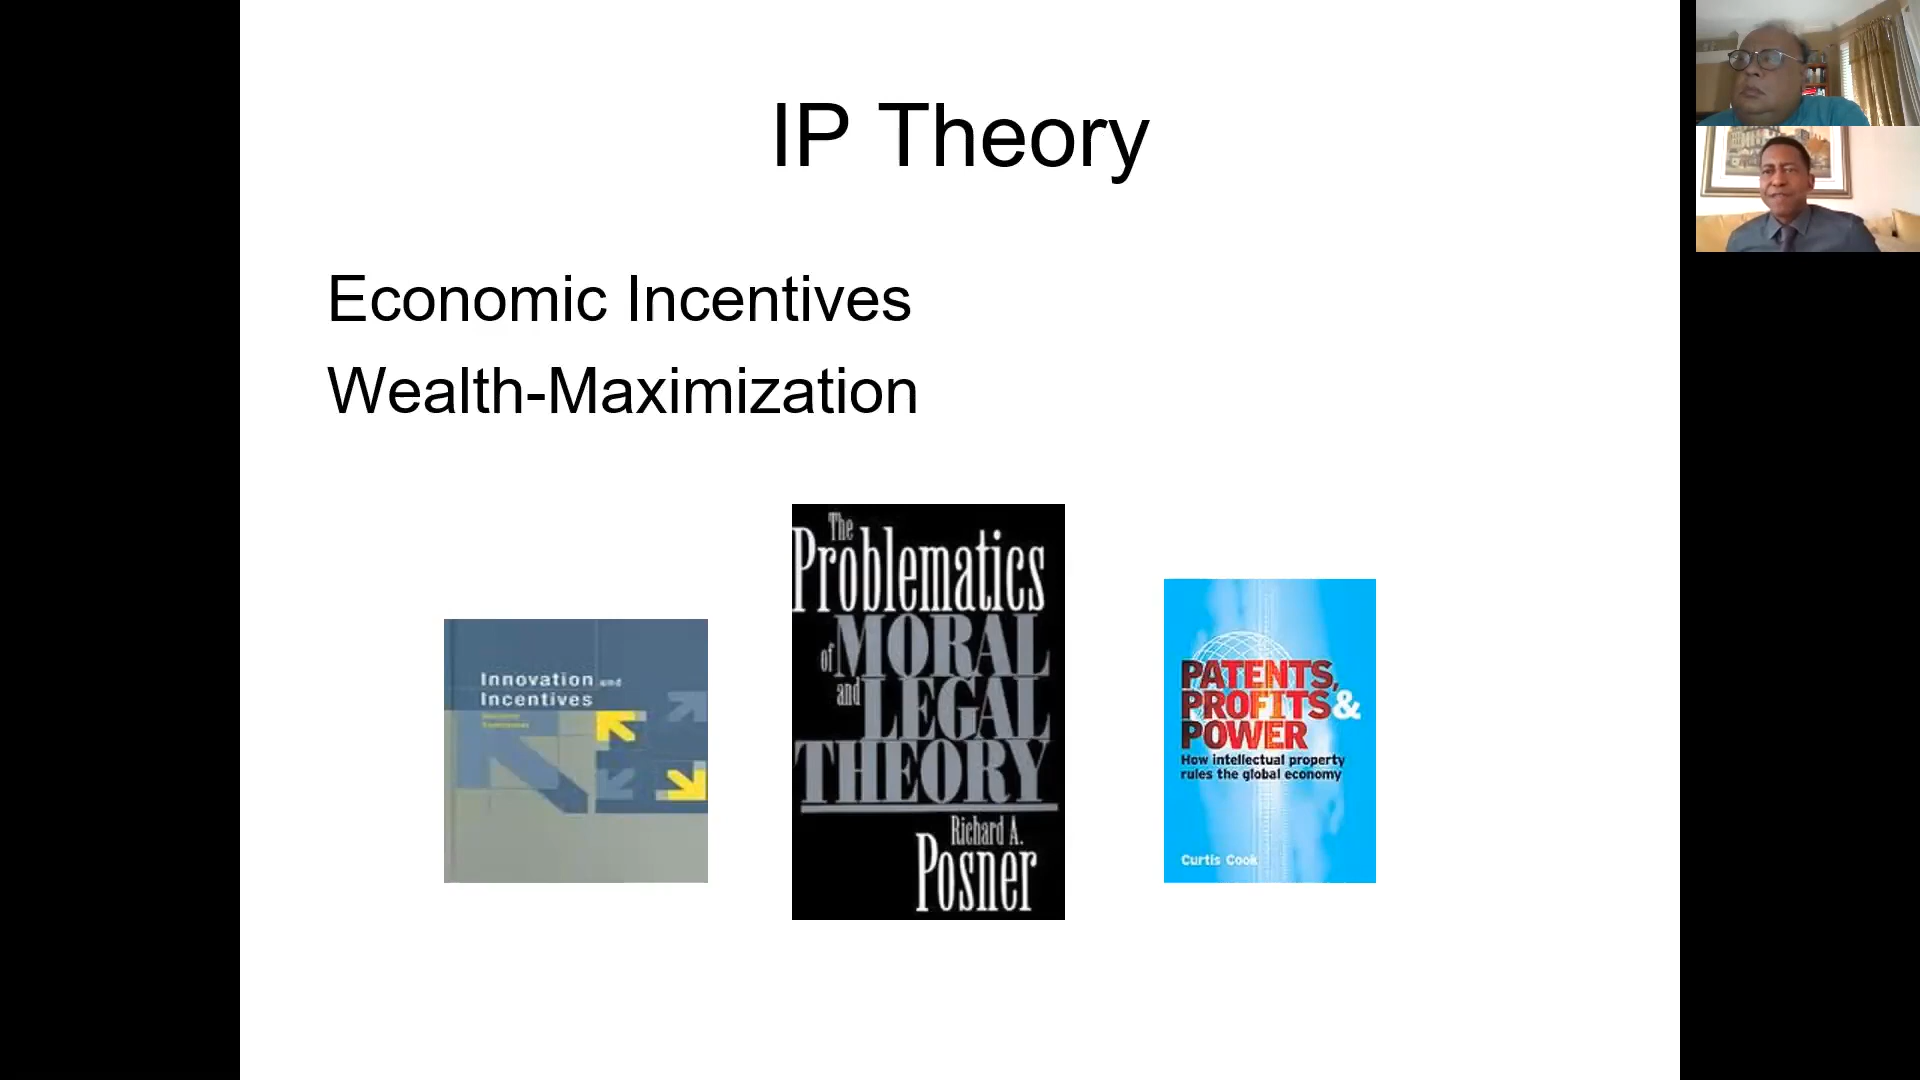 IP Theory
Economic Incentives
Wealth-Maximization
Innovation and
Incentives
The
Problematics
of MORAL
and LEGAL
THEORY
Richard A.
Posner
PATENTS,
PROFITS &
POWER
How intellectual property
rules the global economy
Curtis Cook